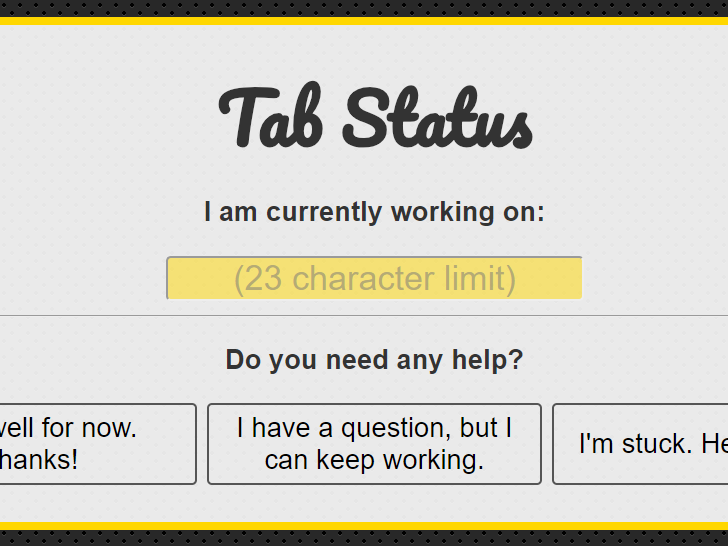 Tab Status
I am currently working on:
(23 character limit)
Do you need any help?
well for now.
hanks!
I have a question, but I
can keep working.
I'm stuck. He